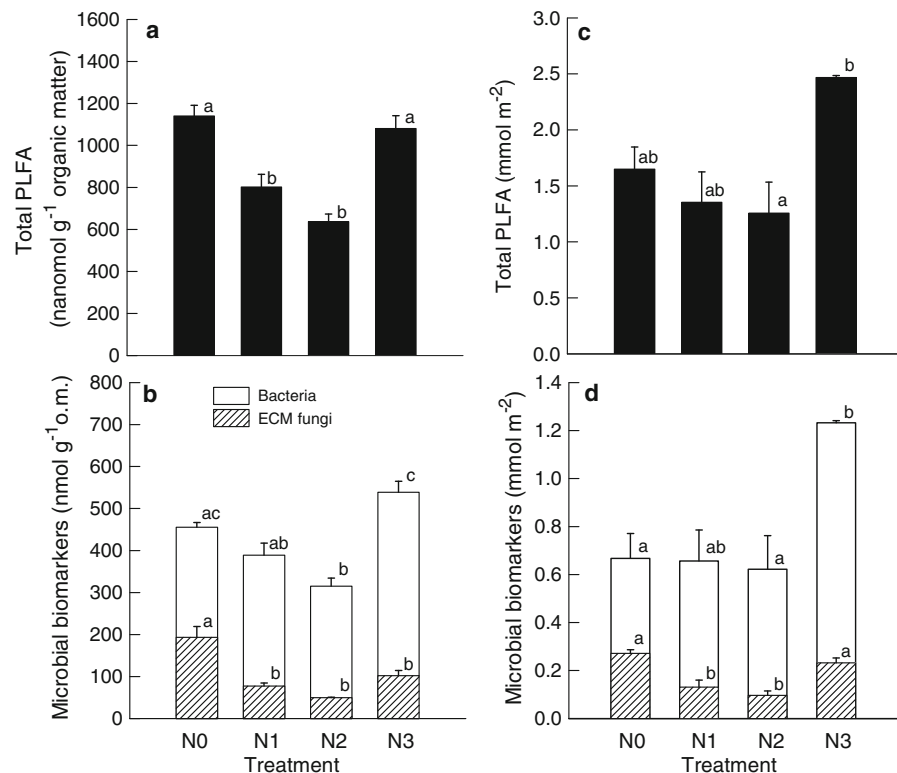 a
Total PLFA
(nanomol g-1 organic matter)
1600
1400
1200
1000
800
600
400
200
0
a
b
b
a
c
Total PLFA (mmol m-2)
3.0
2.5
2.0
1.5
1.0
0.5
0.0
ab
ab
a
b
b
Microbial biomarkers (nmol g-1 o.m.)
800
700
600
500
400
300
200
100
0
Bacteria
ECM fungi
ac
ab
b
c
a
b
b
b
N0 N1 N2 N3
Treatment
d
Microbial biomarkers (mmol m-2)
1.4
1.2
1.0
0.8
0.6
0.4
0.2
0.0
a
ab
a
b
a
b
b
a
N0 N1 N2 N3
Treatment